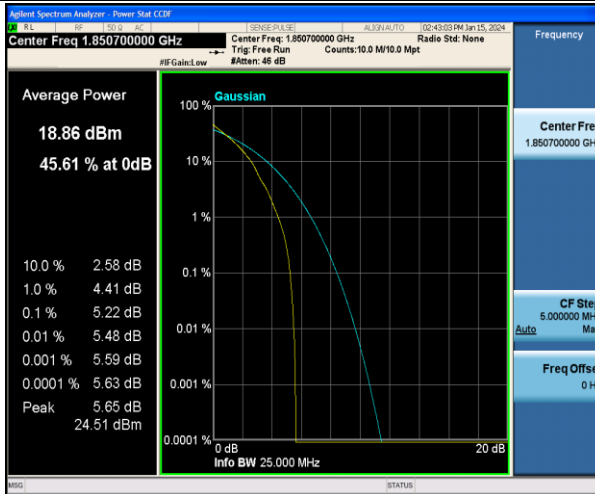 Agilent Spectrum Analyzer - Power Stat CCDF
RL RF 50 Ω AC SENSE:PULSE ALIGN AUTO 02:43:03 PM Jan 15, 2024
Center Freq 1.850700000 GHz
Center Freq: 1.850700000 GHz Radio Std: None
Trig: Free Run Counts:10.0 M/10.0 Mpt
#IFGain:Low #Atten: 46 dB
Frequency
Average Power
18.86 dBm
45.61 % at 0dB
10.0 % 2.58 dB
1.0 % 4.41 dB
0.1 % 5.22 dB
0.01 % 5.48 dB
0.001 % 5.59 dB
0.0001 % 5.63 dB
Peak 5.65 dB
24.51 dBm
Gaussian
100 %
10 %
1 %
0.1 %
0.01 %
0.001 %
0.0001 %
0 dB 20 dB
Info BW 25.000 MHz
Center Fre
1.850700000 GH
CF Ste
5.000000 MH
Auto Ma
Freq Offse
0 H
MSG STATUS